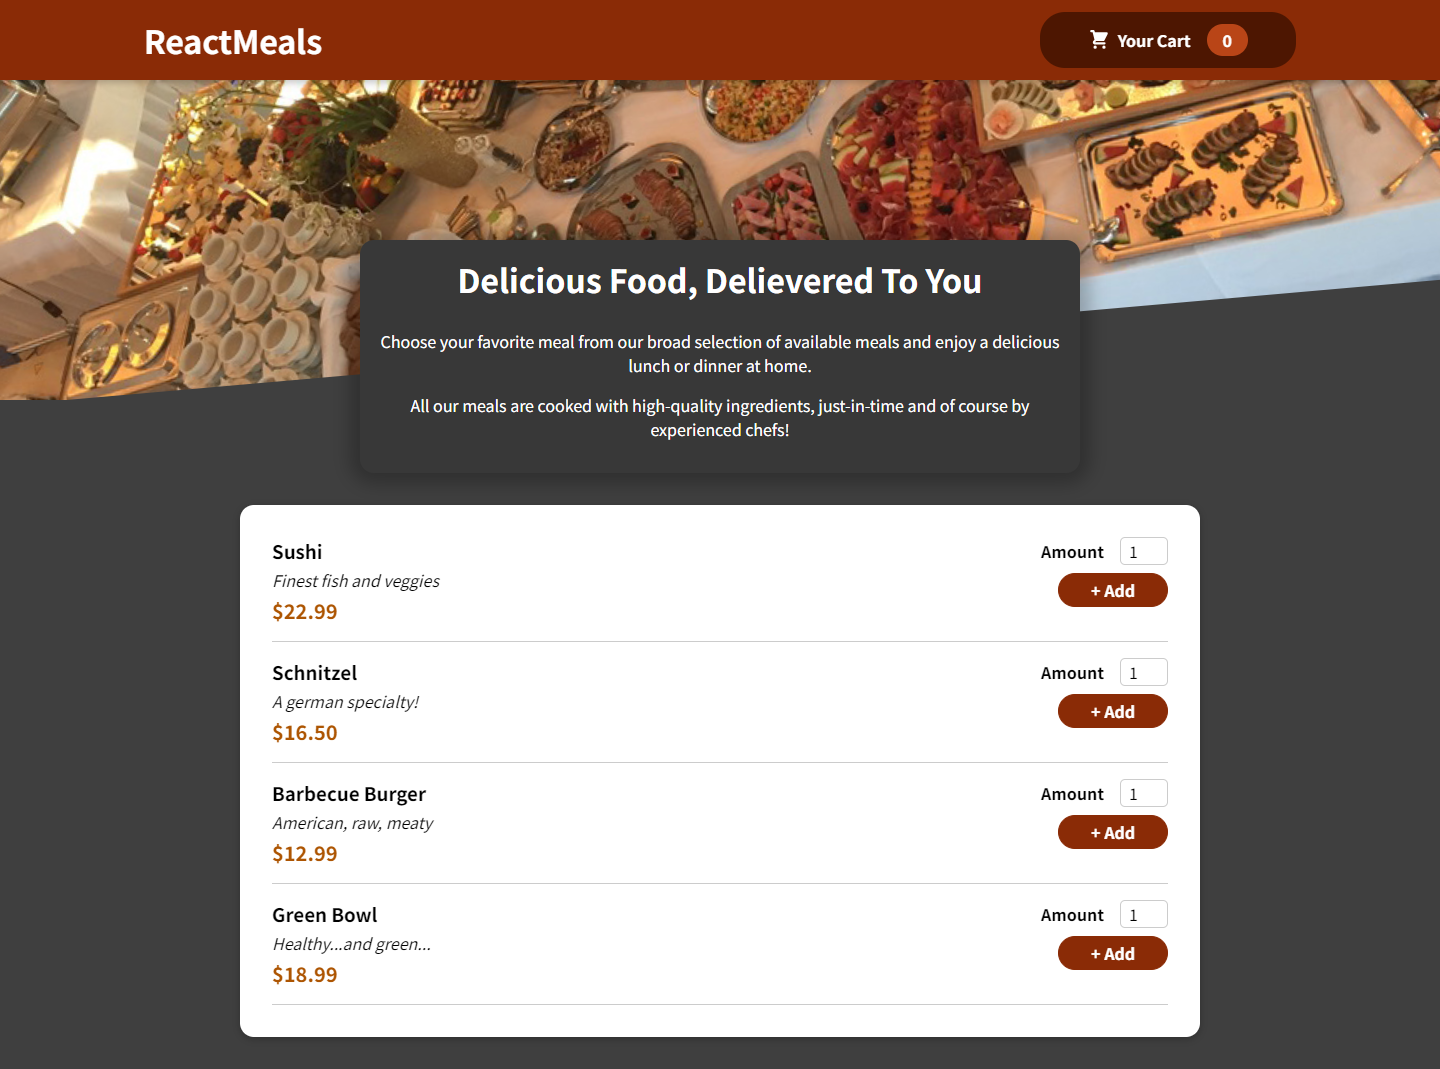 ReactMeals
Your Cart 0
Delicious Food, Delievered To You
Choose your favorite meal from our broad selection of available meals and enjoy a delicious
lunch or dinner at home.
All our meals are cooked with high-quality ingredients, just-in-time and of course by
experienced chefs!
Sushi
Finest fish and veggies
$22.99
Amount 1
+ Add
Schnitzel
A german specialty!
$16.50
Amount 1
+ Add
Barbecue Burger
American, raw, meaty
$12.99
Amount 1
+ Add
Green Bowl
Healthy...and green...
$18.99
Amount 1
+ Add